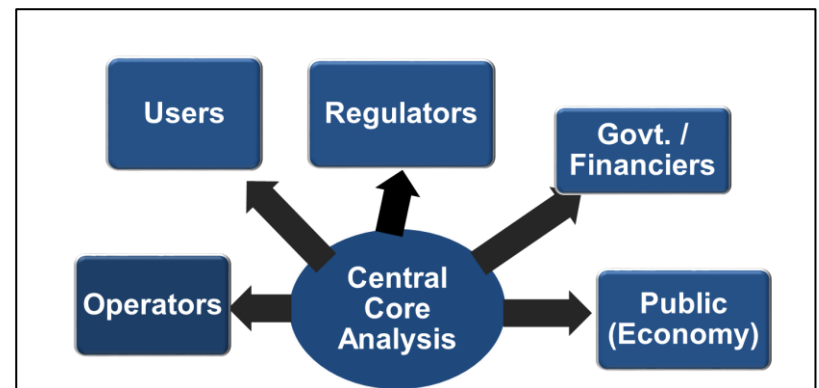 Users
Regulators
Govt. /
Financiers
Operators
Central
Core
Analysis
Public
(Economy)